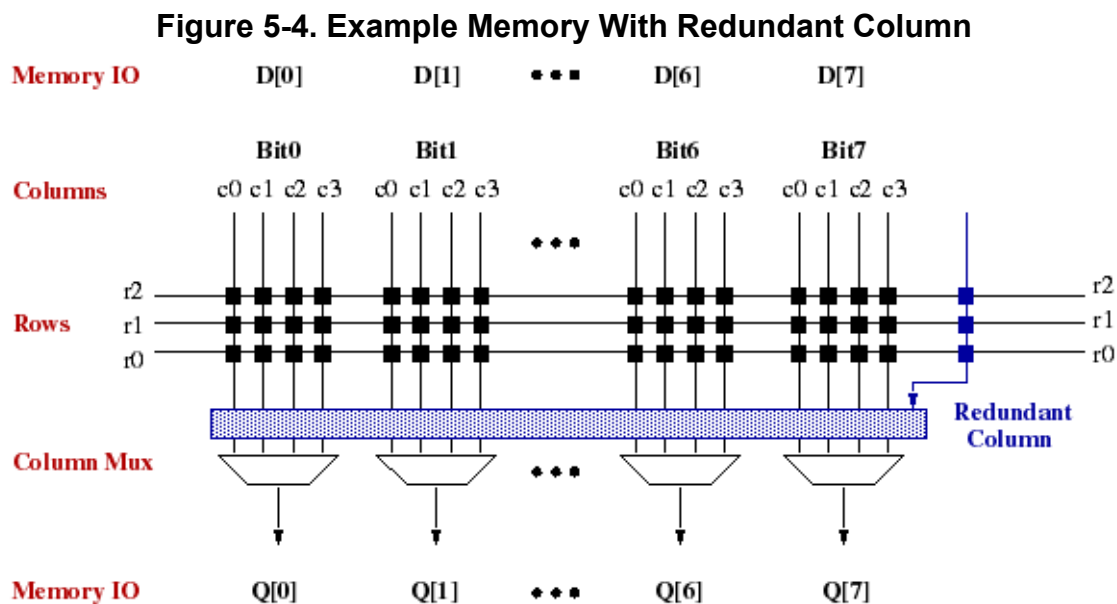 Figure 5-4. Example Memory With Redundant Column
Memory IO D[0] D[1] D[6] D[7]
Bit0 Bit1 Bit6 Bit7
Columns c0 c1 c2 c3 c0 c1 c2 c3 c0 c1 c2 c3 c0 c1 c2 c3
r2 r2
Rows r1 r1
r0 r0
Redundant
Column
Column Mux
Memory IO Q[0] Q[1] Q[6] Q[7]